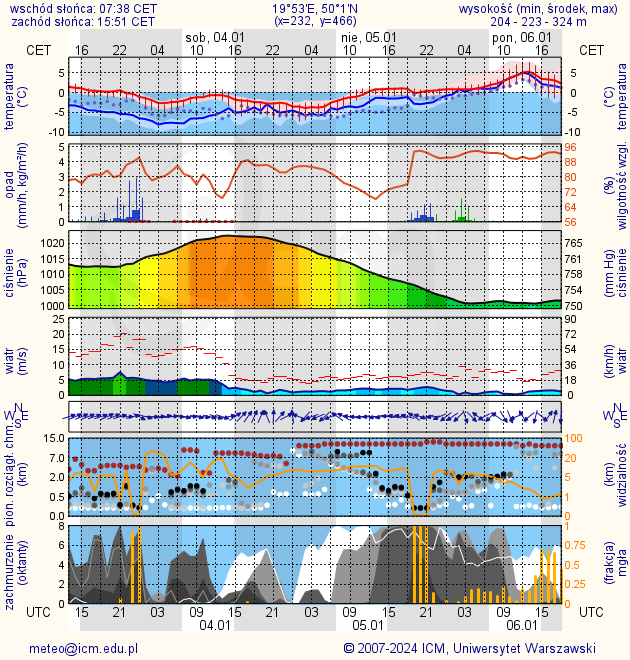 wschód słońca: 07:38 CET 19°53'E, 50°1'N wysokość (min, środek, max)
zachód słońca: 15:51 CET (x=232, y=466) 204 - 223 - 324 m
sob, 04.01 nie, 05.01 pon, 06.01
CET 16 22 04 10 16 22 04 10 16 22 04 10 16 CET
temperatura
(°C)
5
0
-5
-10
5
0
-5
-10
(°C)
temperatura
opad
(mm/h, kg/m²/h)
5
4
3
2
1
0
96
88
80
72
64
56
(%)
wilgotność wzgl.
ciśnienie
(hPa)
1020
1015
1010
1005
1000
765
761
758
754
750
(mm Hg)
ciśnienie
wiatr
(m/s)
25
20
15
10
5
0
90
72
54
36
18
0
(km/h)
wiatr
N
W E
S
N
W E
S
pion. rozciągł. chm.
(km)
15.0
7.0
2.0
0.5
0.2
0.0
100
20
10
5
1
0
(km)
widzialność
zachmurzenie
(oktanty)
8
6
4
2
0
1
0.75
0.5
0.25
0
(frakcja)
mgła
UTC 15 21 03 09 15 21 03 09 15 21 03 09 15 UTC
04.01 05.01 06.01
meteo@icm.edu.pl © 2007-2024 ICM, Uniwersytet Warszawski